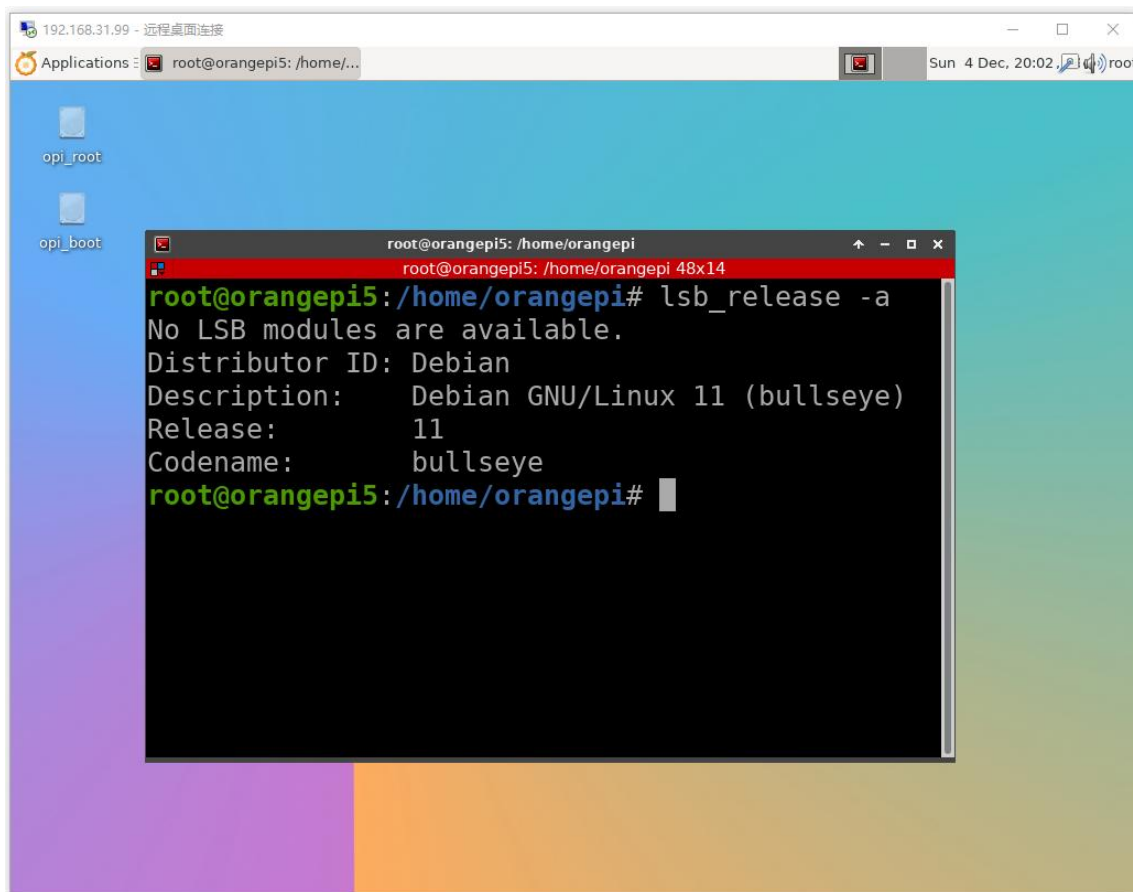 192.168.31.99 - 远程桌面连接
Applications root@orangepi5: /home/... Sun 4 Dec, 20:02, root
opi_root
opi_boot
root@orangepi5: /home/orangepi
root@orangepi5: /home/orangepi 48x14
root@orangepi5:/home/orangepi# lsb_release -a
No LSB modules are available.
Distributor ID: Debian
Description:    Debian GNU/Linux 11 (bullseye)
Release:        11
Codename:       bullseye
root@orangepi5:/home/orangepi#